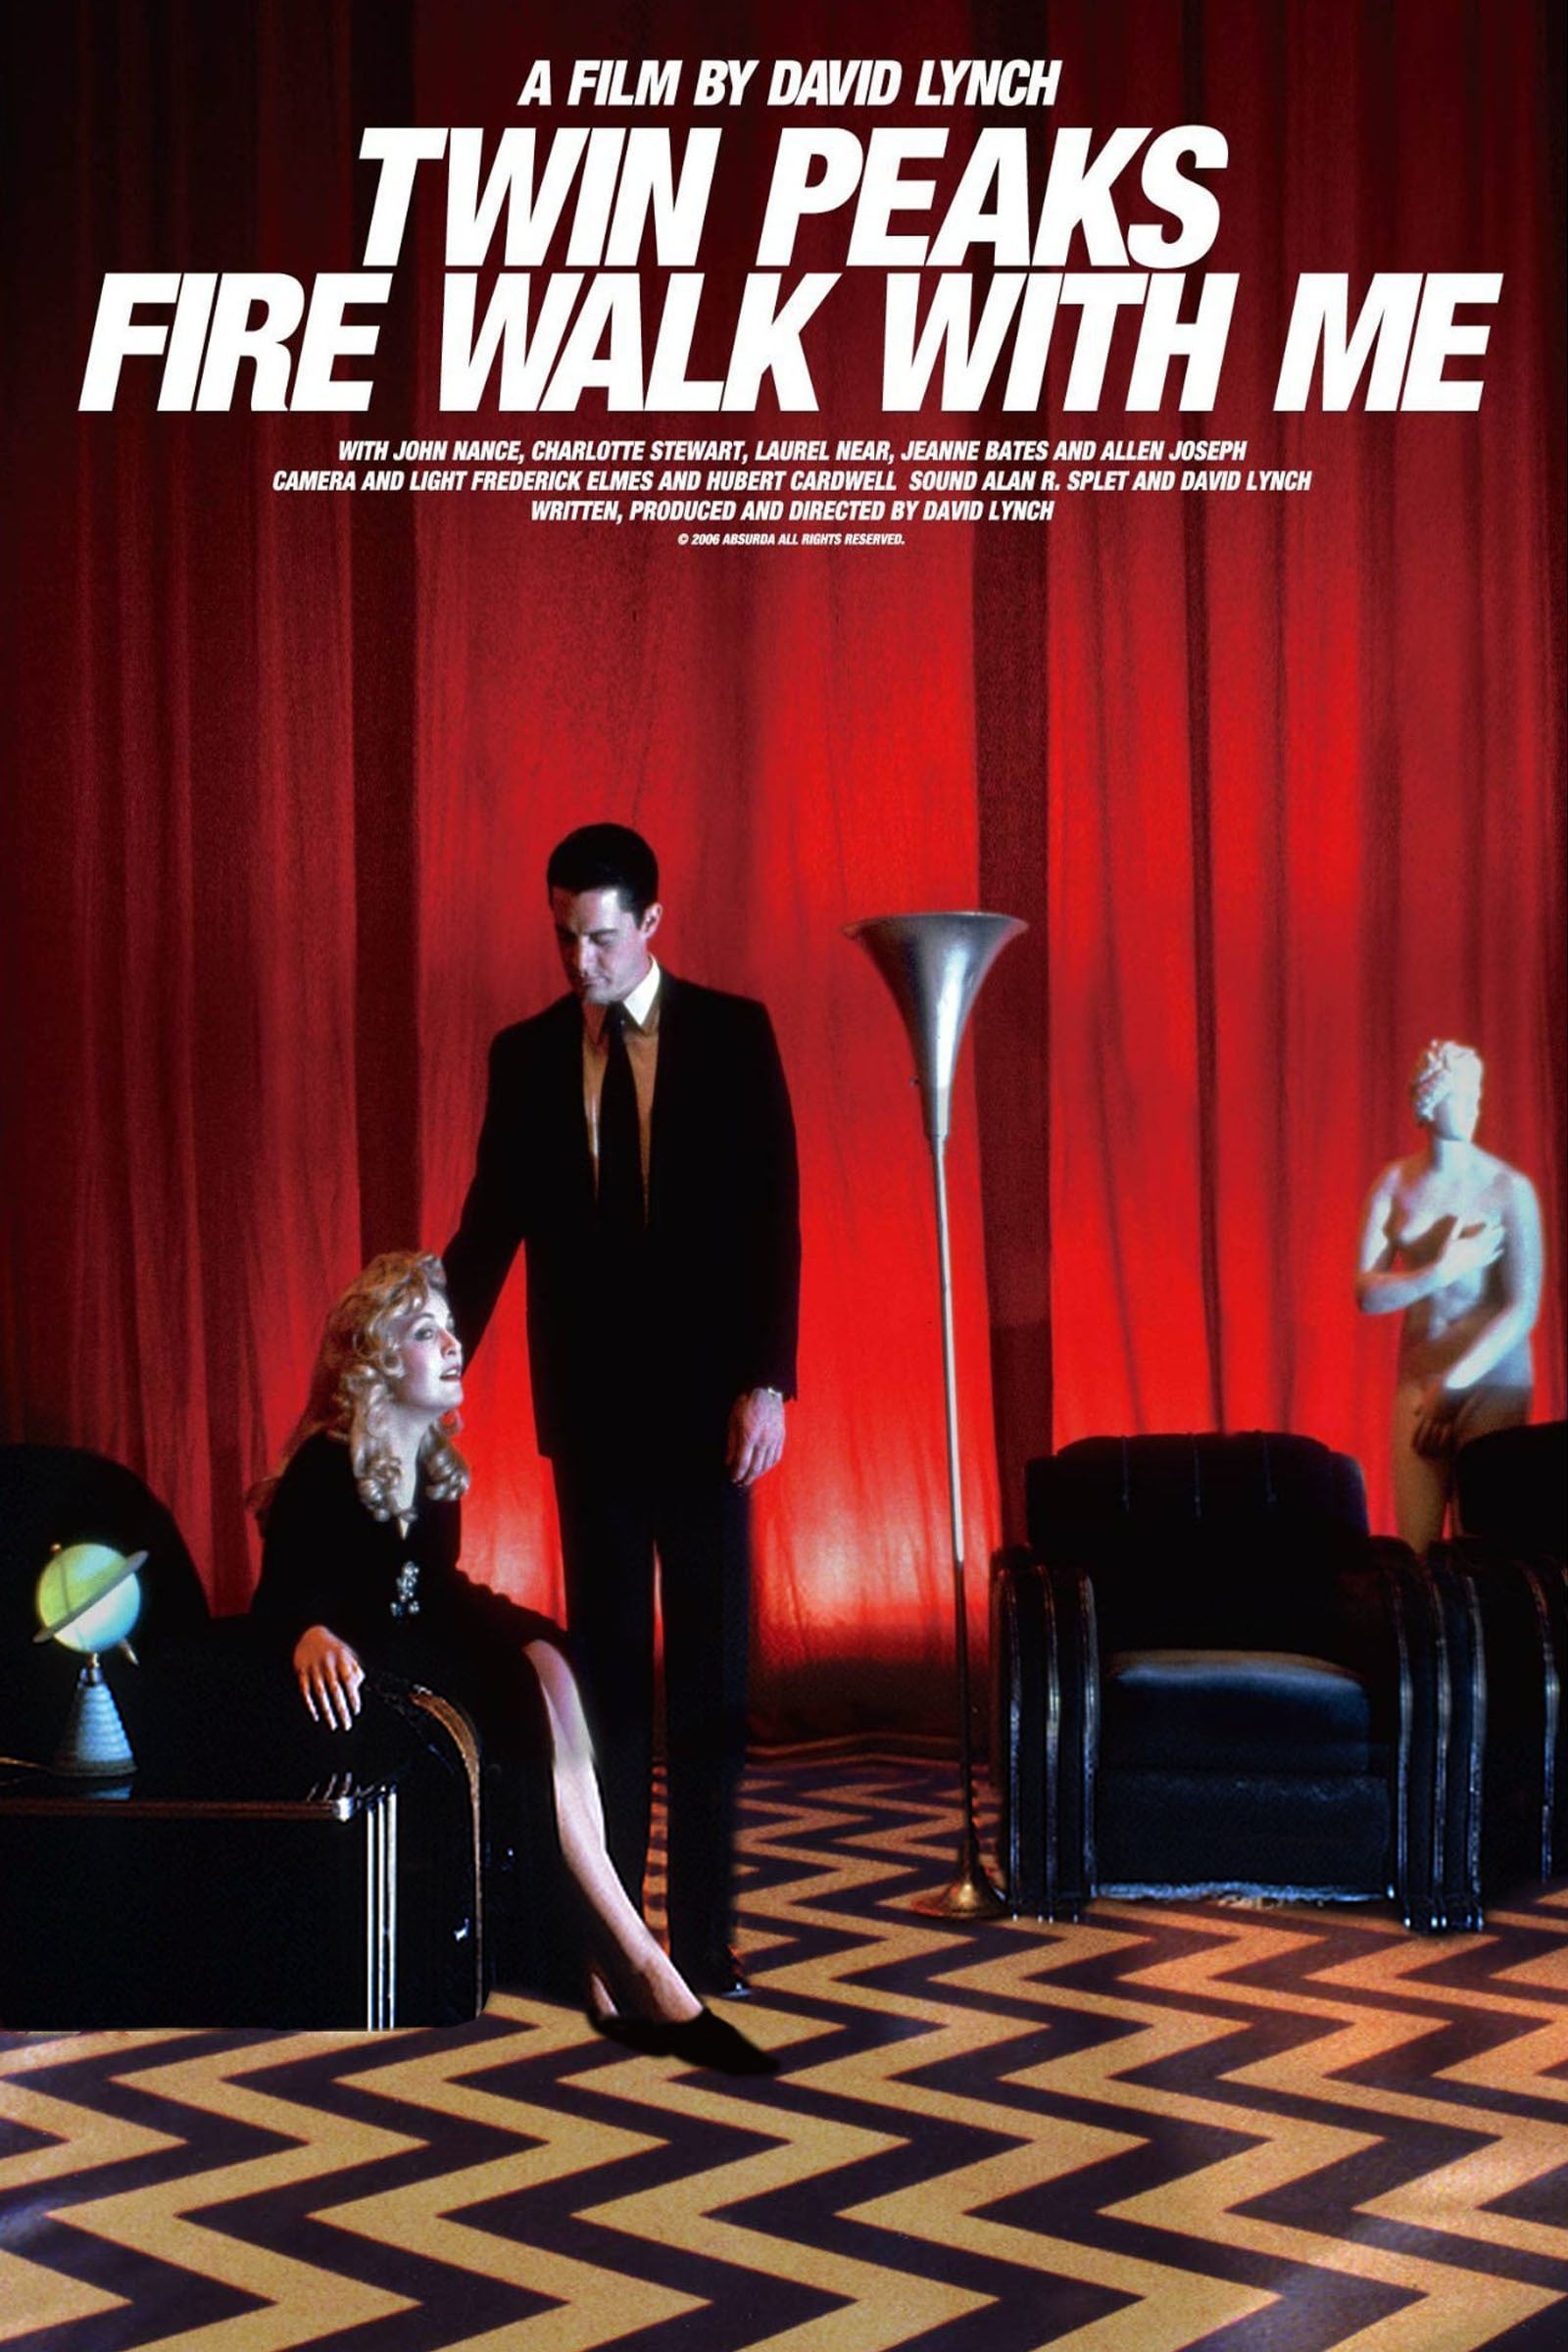 A FILM BY DAVID LYNCH
TWIN PEAKS
FIRE WALK WITH ME
WITH JOHN NANCE, CHARLOTTE STEWART, LAUREL NEAR, JEANNE BATES AND ALLEN JOSEPH
CAMERA AND LIGHT FREDERICK ELMES AND HUBERT CARDWELL SOUND ALAN R. SPLET AND DAVID LYNCH
WRITTEN, PRODUCED AND DIRECTED BY DAVID LYNCH
© 2006 ABSURDA ALL RIGHTS RESERVED.